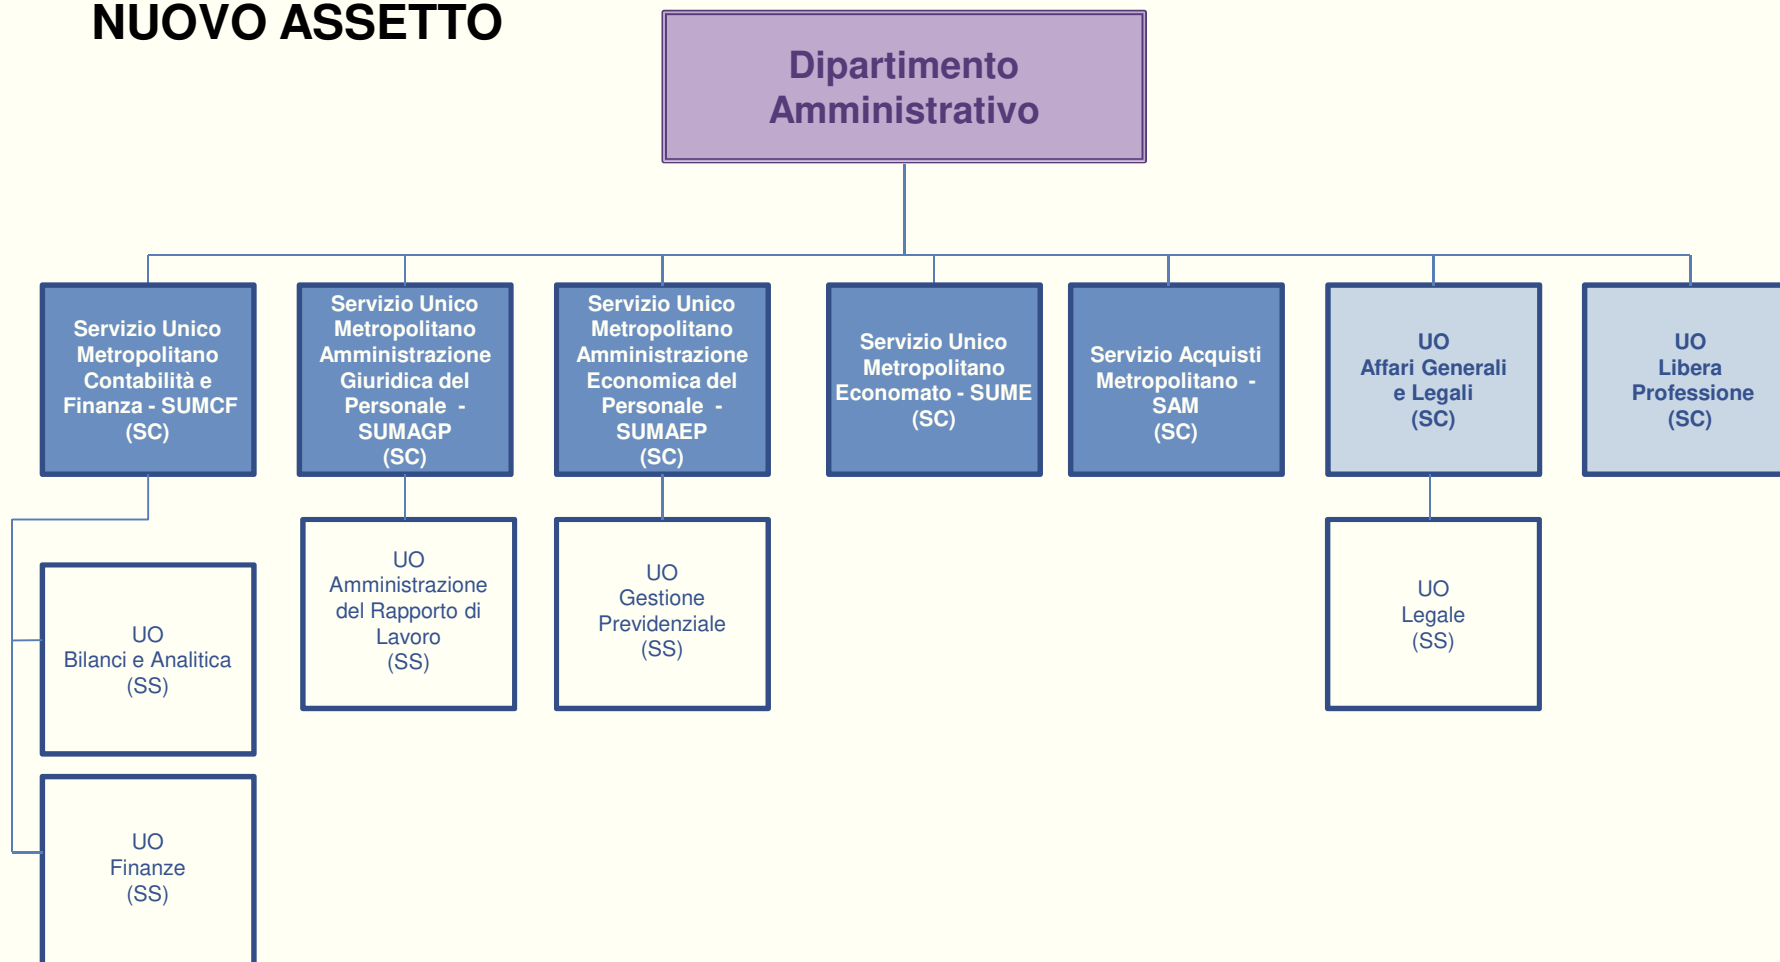 NUOVO ASSETTO
Dipartimento
Amministrativo
Servizio Unico
Metropolitano
Contabilità e
Finanza - SUMCF
(SC)
Servizio Unico
Metropolitano
Amministrazione
Giuridica del
Personale -
SUMAGP
(SC)
Servizio Unico
Metropolitano
Amministrazione
Economica del
Personale -
SUMAEP
(SC)
Servizio Unico
Metropolitano
Economato - SUME
(SC)
Servizio Acquisti
Metropolitano -
SAM
(SC)
UO
Affari Generali
e Legali
(SC)
UO
Libera
Professione
(SC)
UO
Bilanci e Analitica
(SS)
UO
Amministrazione
del Rapporto di
Lavoro
(SS)
UO
Gestione
Previdenziale
(SS)
UO
Legale
(SS)
UO
Finanze
(SS)